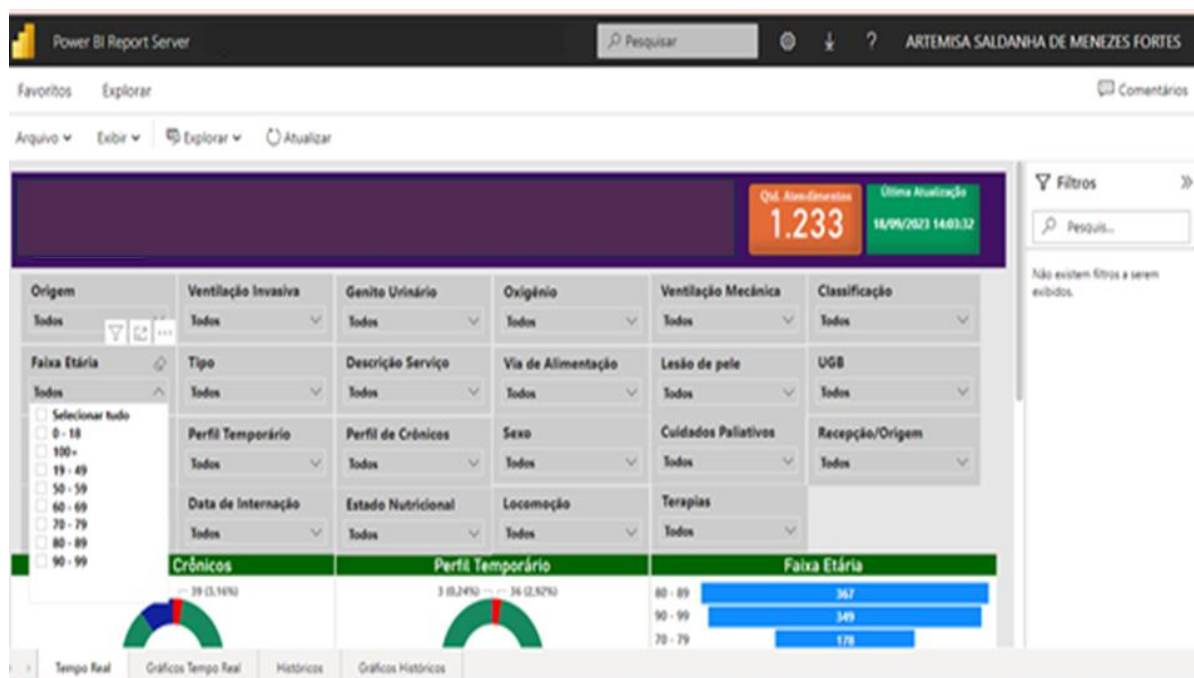 Power BI Report Server Pesquisar ? ARTEMISA SALDANHA DE MENEZES FORTES
Favoritos Explorar Comentários
Arquivo Exibir Explorar Atualizar
Filtros
Qtd. Atendimentos Última Atualização
1.233 18/09/2023 14:03:32
Pesquis...
Não existem filtros a serem
exibidos.
Origem Ventilação Invasiva Genito Urinário Oxigênio Ventilação Mecânica Classificação
Todos Todos Todos Todos Todos Todos
Faixa Etária Tipo Descrição Serviço Via de Alimentação Lesão de pele UGB
Todos Todos Todos Todos Todos Todos
Selecionar tudo
0 - 18
100+
19 - 49
50 - 59
60 - 69
70 - 79
80 - 89
90 - 99
Perfil Temporário Perfil de Crônicos Sexo Cuidados Paliativos Recepção/Origem
Todos Todos Todos Todos Todos
Data de Internação Estado Nutricional Locomoção Terapias
Todos Todos Todos Todos
Crônicos Perfil Temporário Faixa Etária
39 (3,16%) 3 (0,24%) 36 (2,92%)
80 - 89 367
90 - 99 349
70 - 79 178
Tempo Real Gráficos Tempo Real Históricos Gráficos Históricos